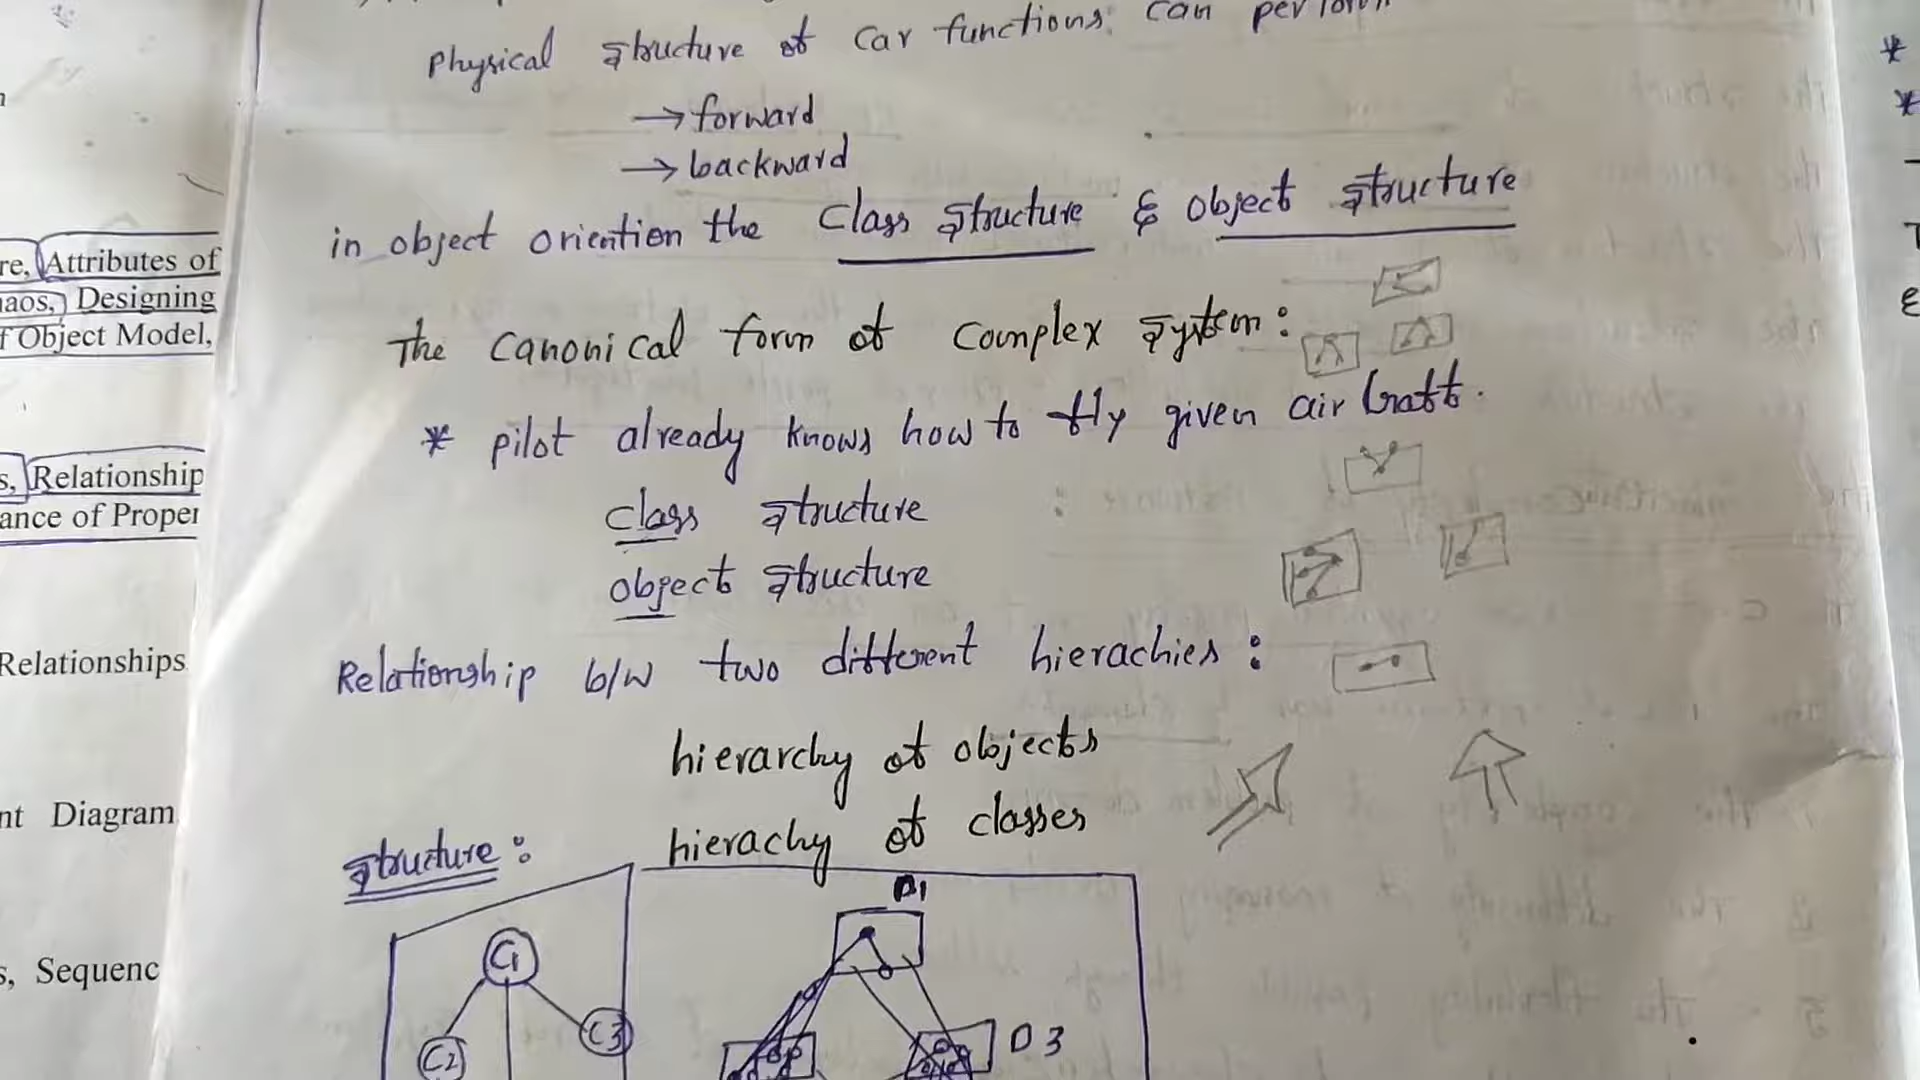 physical structure of car functions: can perform
→ forward
→ backward
in object oriention the class structure & object structure
The canonical form of complex system:
* pilot already knows how to fly given air craft.
class structure
object structure
Relationship b/w two different hierachies:
hierarchy of objects
hierachy of classes
structure:
C1
C2
C3
O3
re, Attributes of
haos, Designing
f Object Model,
s, Relationship
ance of Proper
Relationships
nt Diagram
s, Sequenc